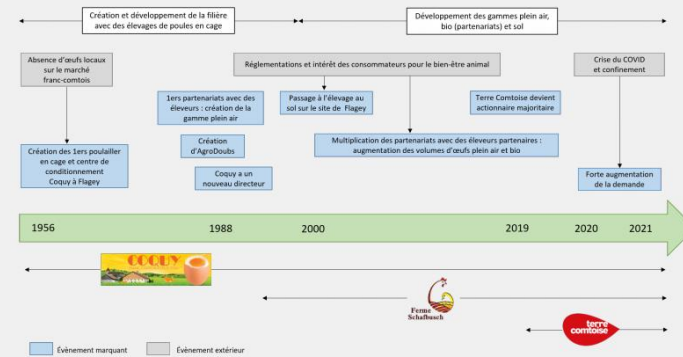 Création et développement de la filière
avec des élevages de poules en cage
Développement des gammes plein air,
bio (partenariats) et sol
Absence d'œufs locaux
sur le marché
franc-comtois
Réglementations et intérêt des consommateurs pour le bien-être animal
Crise du COVID
et confinement
1ers partenariats avec des
éleveurs : création de la
gamme plein air
Passage à l'élevage au
sol sur le site de Flagey
Terre Comtoise devient
actionnaire majoritaire
Création
d'AgroDoubs
Multiplication des partenariats avec des éleveurs partenaires :
augmentation des volumes d'œufs plein air et bio
Création des 1ers poulailler
en cage et centre de
conditionnement
Coquy à Flagey
Coquy a un
nouveau directeur
Forte augmentation
de la demande
1956
1988
2000
2019
2020
2021
COQUY
Ferme
Schafbusch
terre
comtoise
Évènement marquant
Évènement extérieur